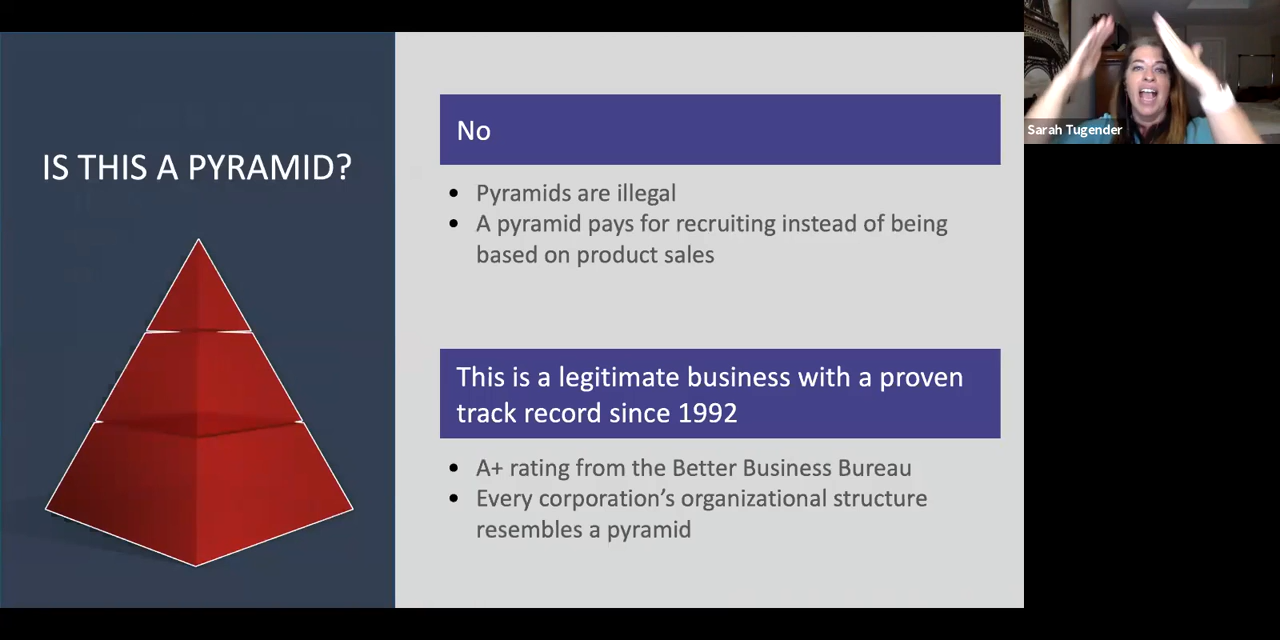 IS THIS A PYRAMID?
No
Pyramids are illegal
A pyramid pays for recruiting instead of being
based on product sales
This is a legitimate business with a proven
track record since 1992
A+ rating from the Better Business Bureau
Every corporation's organizational structure
resembles a pyramid
Sarah Tugender